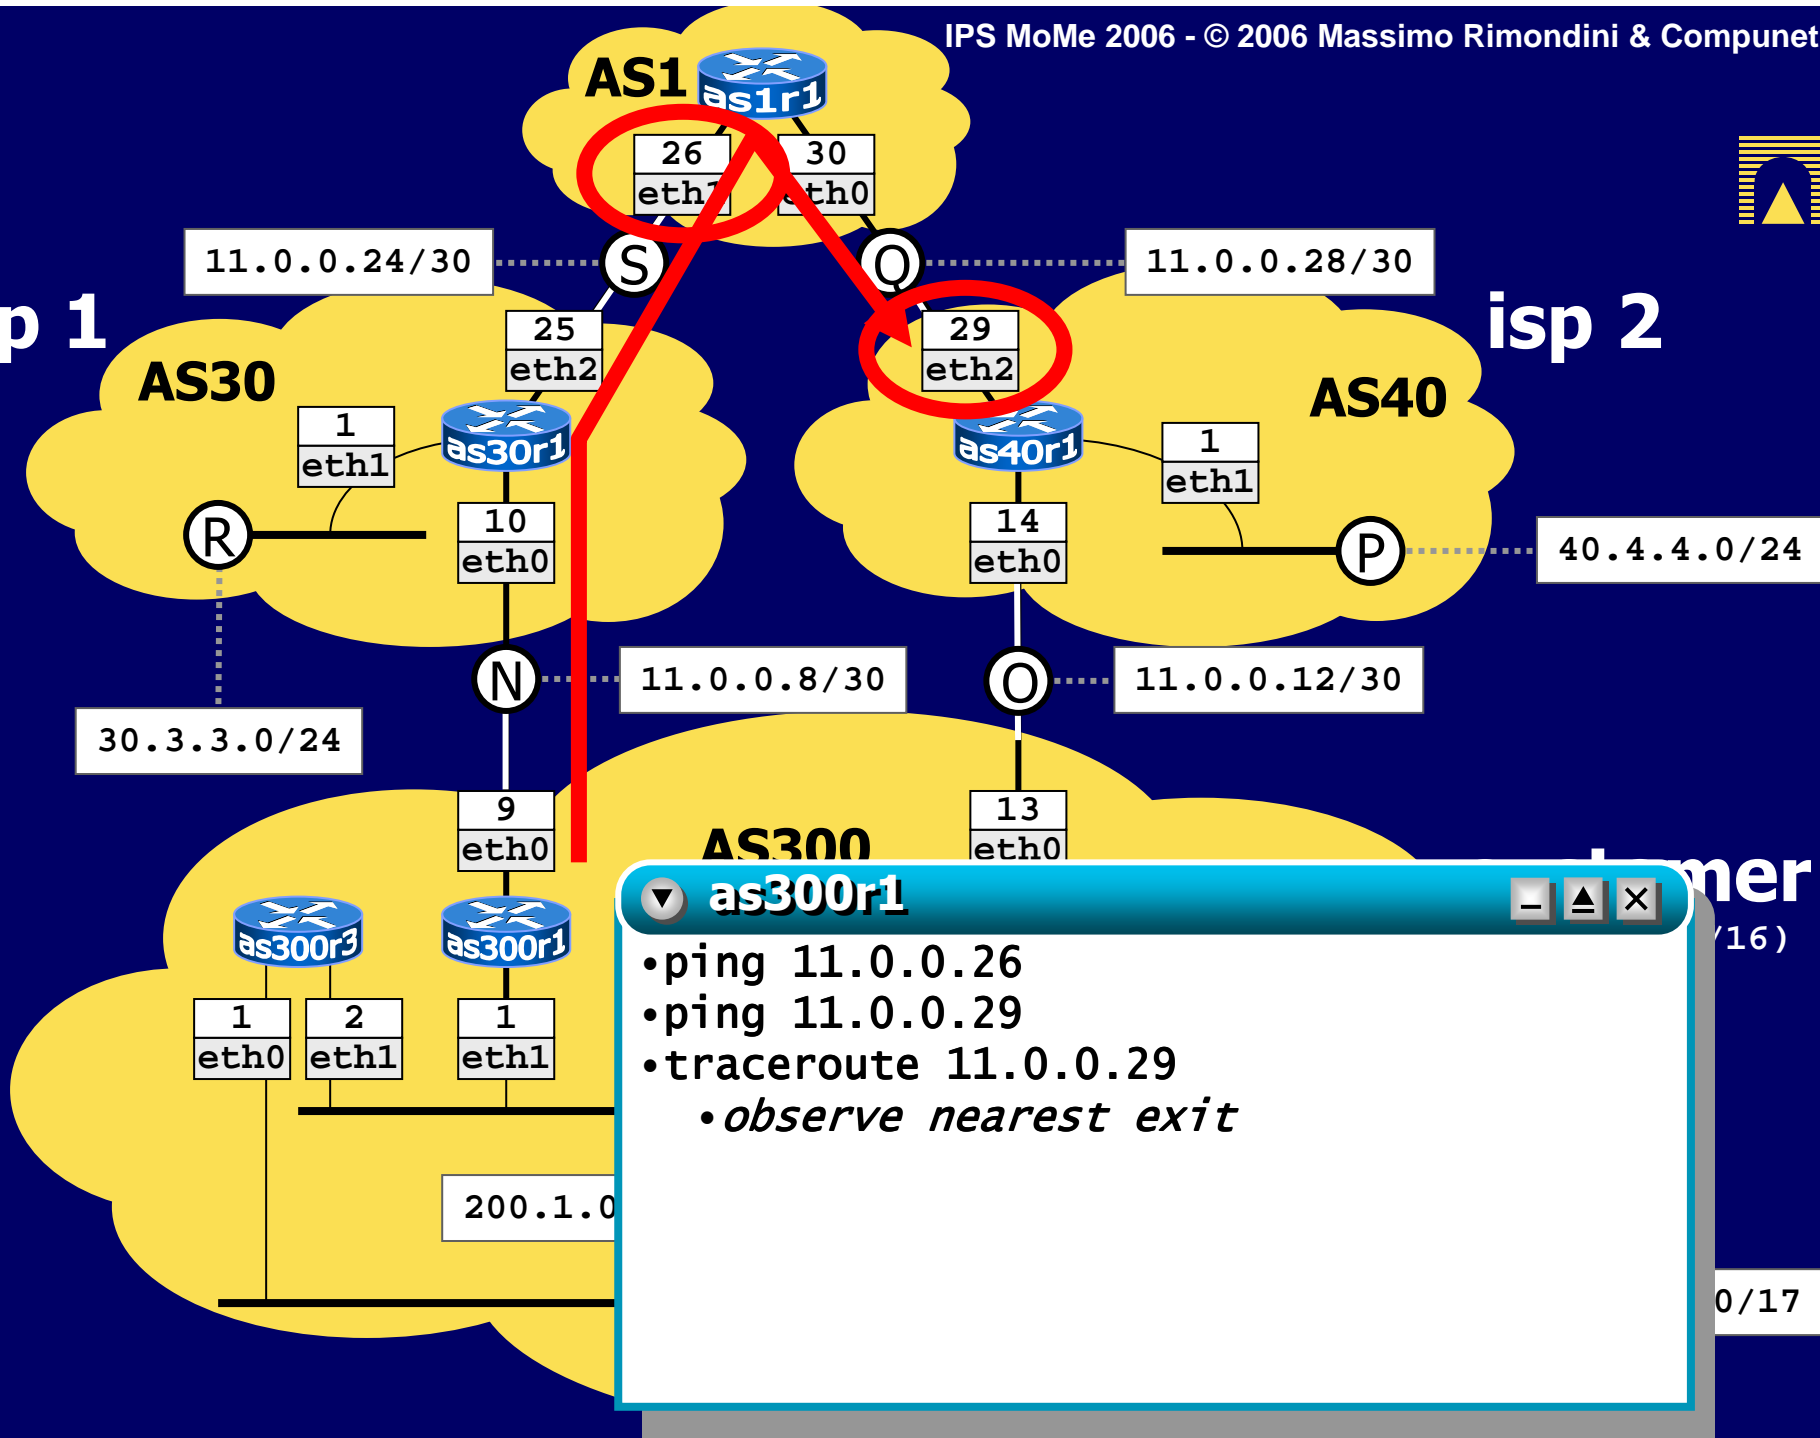 IPS MoMe 2006 - © 2006 Massimo Rimondini & Compunet
AS1
as1r1
26
eth1
30
eth0
11.0.0.24/30
S
Q
11.0.0.28/30
p 1
isp 2
25
eth2
29
eth2
AS30
AS40
1
eth1
as30r1
as40r1
1
eth1
R
10
eth0
14
eth0
P
40.4.4.0/24
N
11.0.0.8/30
O
11.0.0.12/30
30.3.3.0/24
9
eth0
AS300
13
eth0
mer
/16)
as300r3
as300r1
1
eth0
2
eth1
1
eth1
200.1.0
0/17
as300r1
•ping 11.0.0.26
•ping 11.0.0.29
•traceroute 11.0.0.29
•observe nearest exit